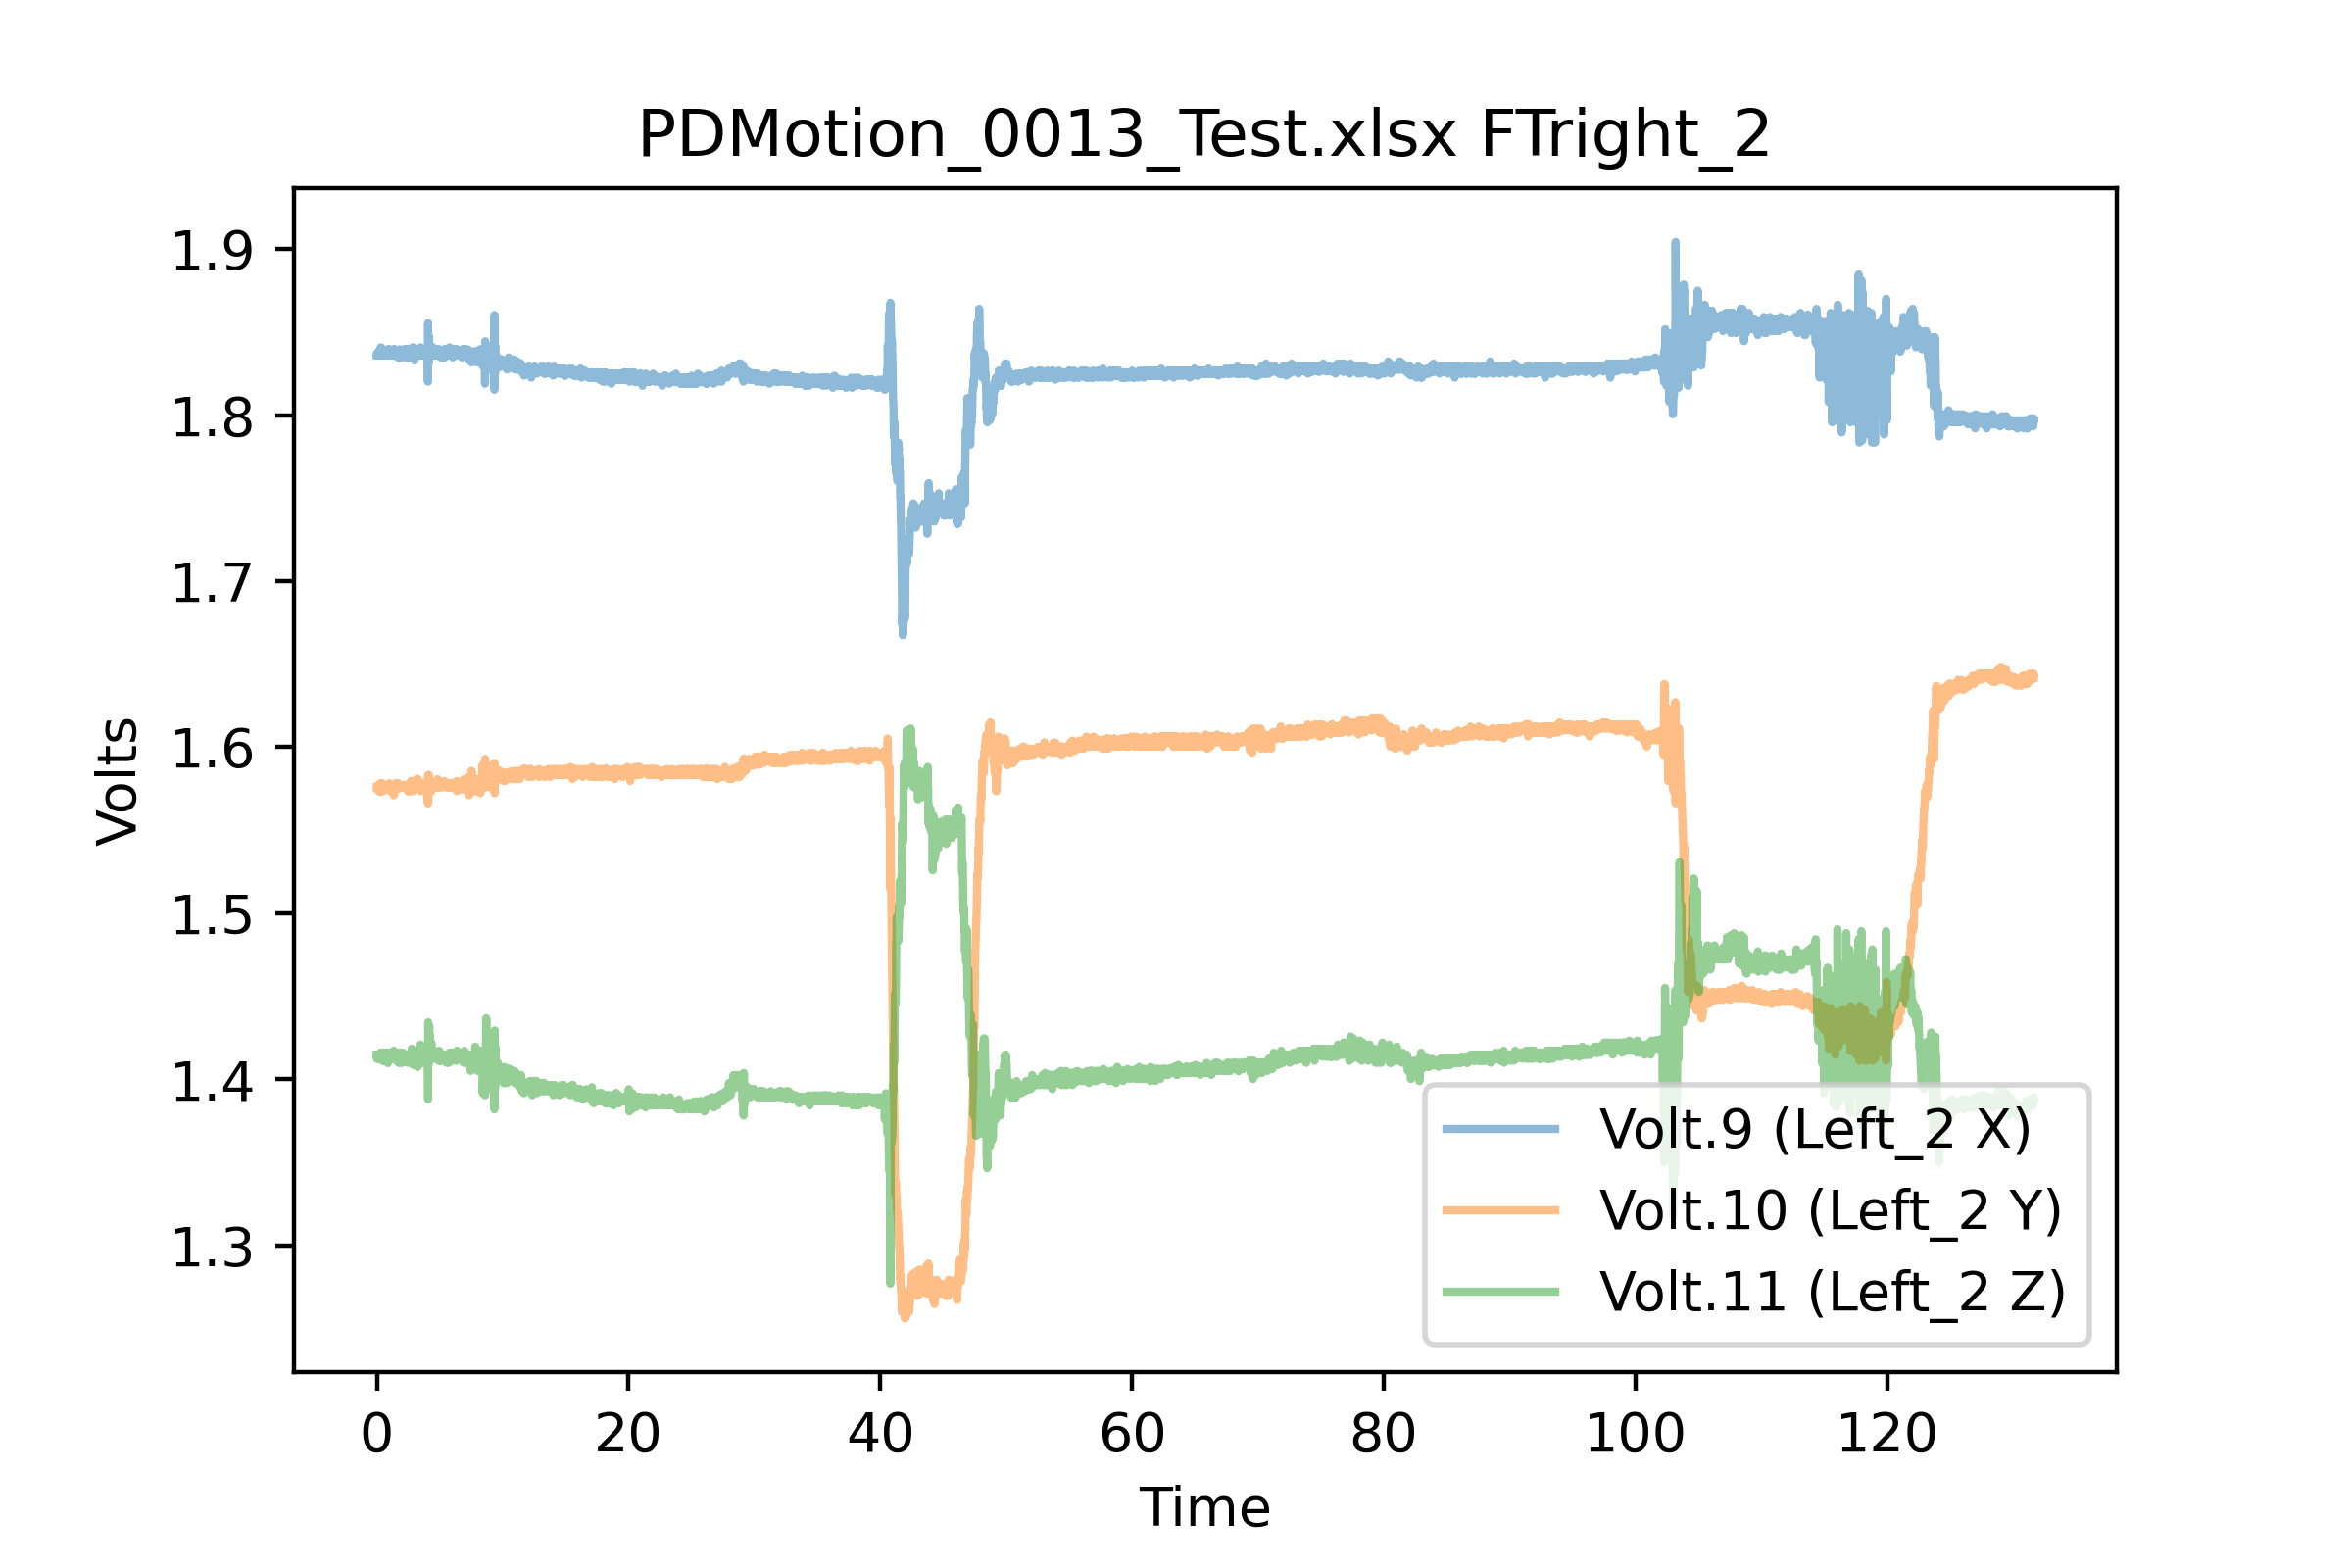 PDMotion_0013_Test.xlsx FTright_2
1.9
1.8
1.7
1.6
1.5
1.4
1.3
Volts
Volt.9 (Left_2 X)
Volt.10 (Left_2 Y)
Volt.11 (Left_2 Z)
0 20 40 60 80 100 120
Time